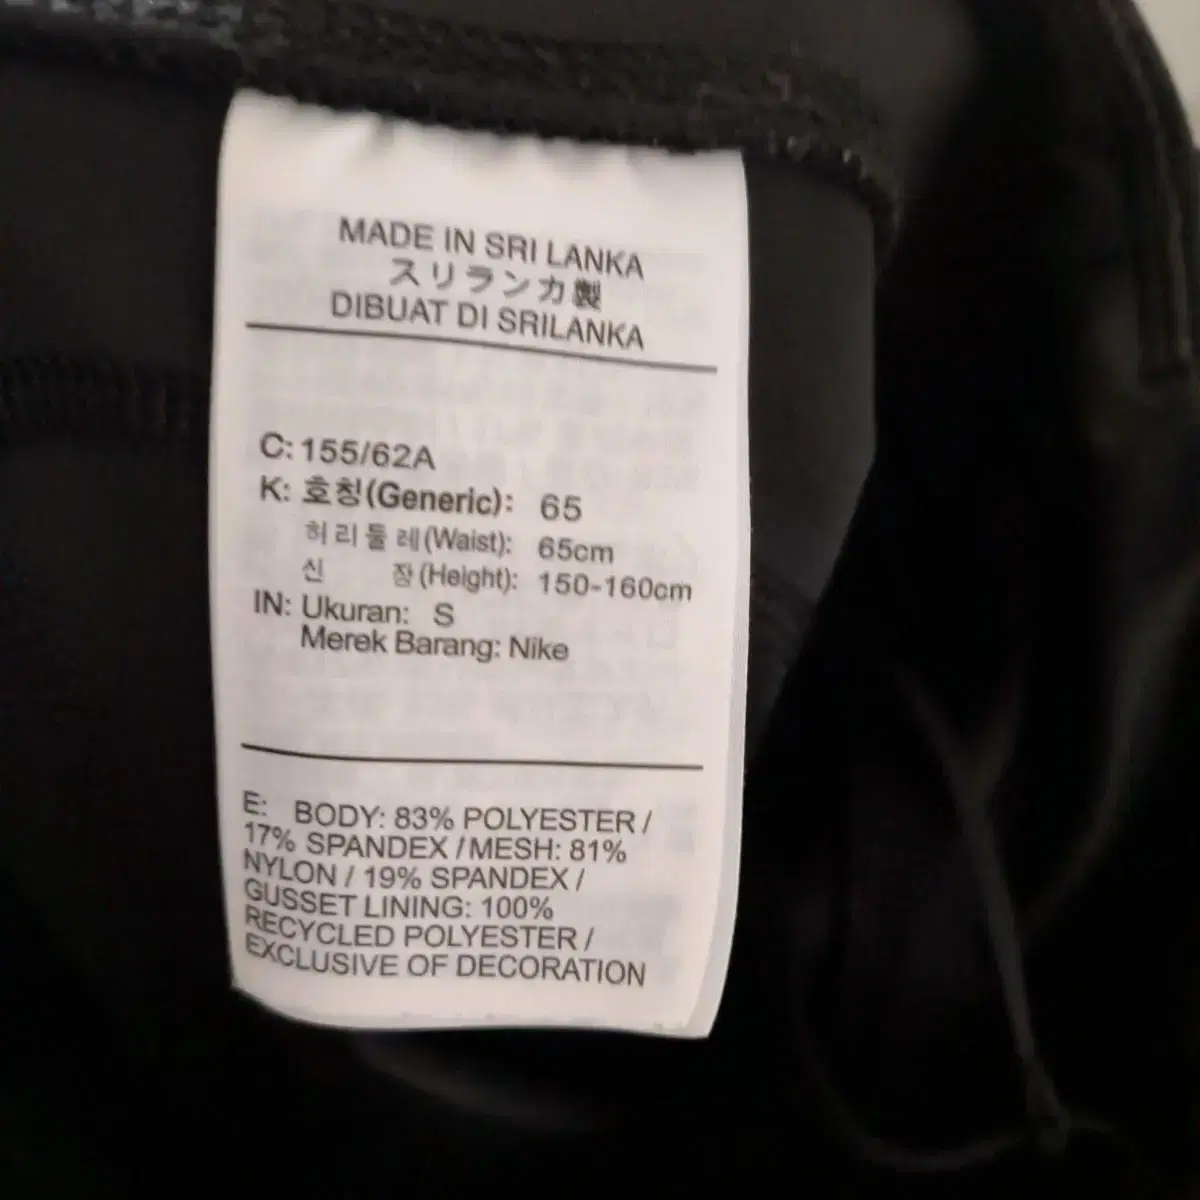 MADE IN SRI LANKA
スリランカ製
DIBUAT DI SRILANKA
C: 155/62A
K: 호칭(Generic): 65
허리둘레(Waist): 65cm
신 장(Height): 150-160cm
IN: Ukuran: S
Merek Barang: Nike
E: BODY: 83% POLYESTER /
17% SPANDEX / MESH: 81%
NYLON / 19% SPANDEX /
GUSSET LINING: 100%
RECYCLED POLYESTER /
EXCLUSIVE OF DECORATION